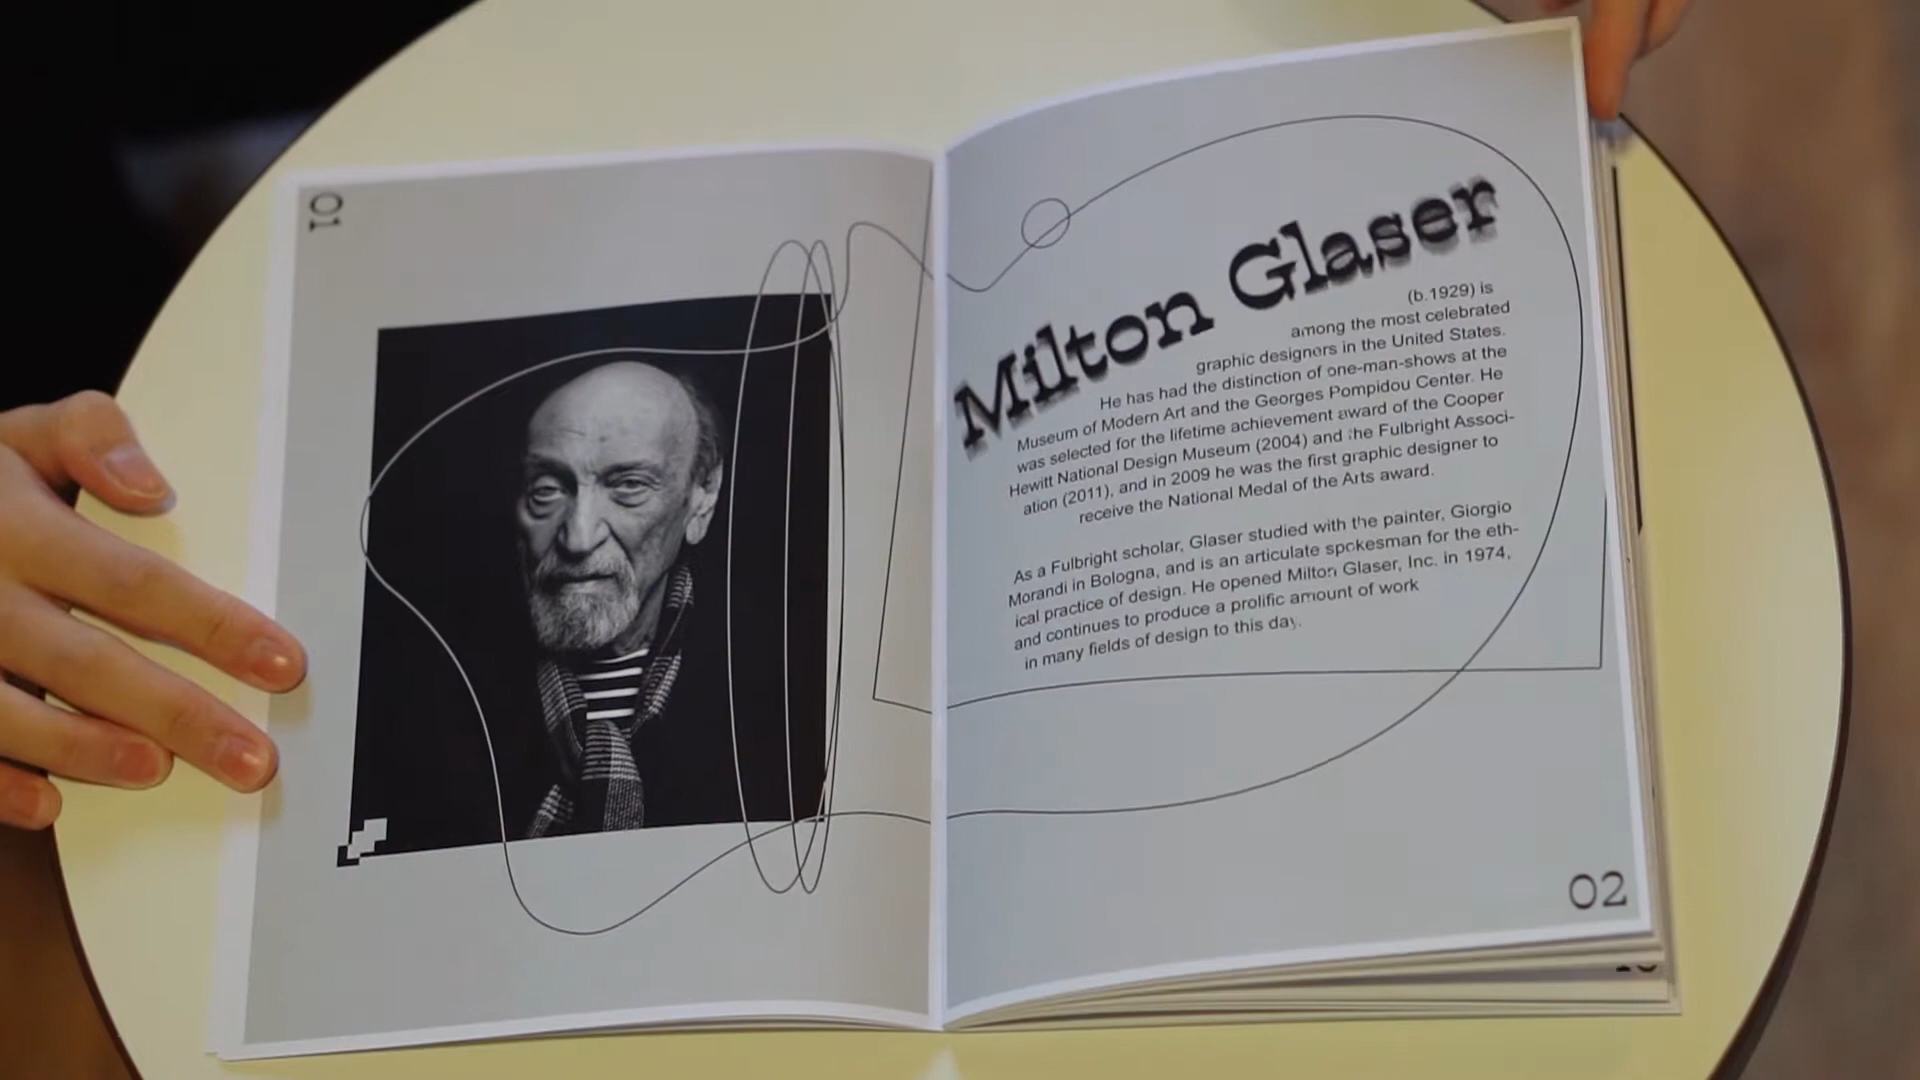 01
Milton Glaser
(b.1929) is
among the most celebrated
graphic designers in the United States.
He has had the distinction of one-man-shows at the
Museum of Modern Art and the Georges Pompidou Center. He
was selected for the lifetime achievement award of the Cooper
Hewitt National Design Museum (2004) and the Fulbright Associ-
ation (2011), and in 2009 he was the first graphic designer to
receive the National Medal of the Arts award.
As a Fulbright scholar, Glaser studied with the painter, Giorgio
Morandi in Bologna, and is an articulate spokesman for the eth-
ical practice of design. He opened Milton Glaser, Inc. in 1974,
and continues to produce a prolific amount of work
in many fields of design to this day.
02